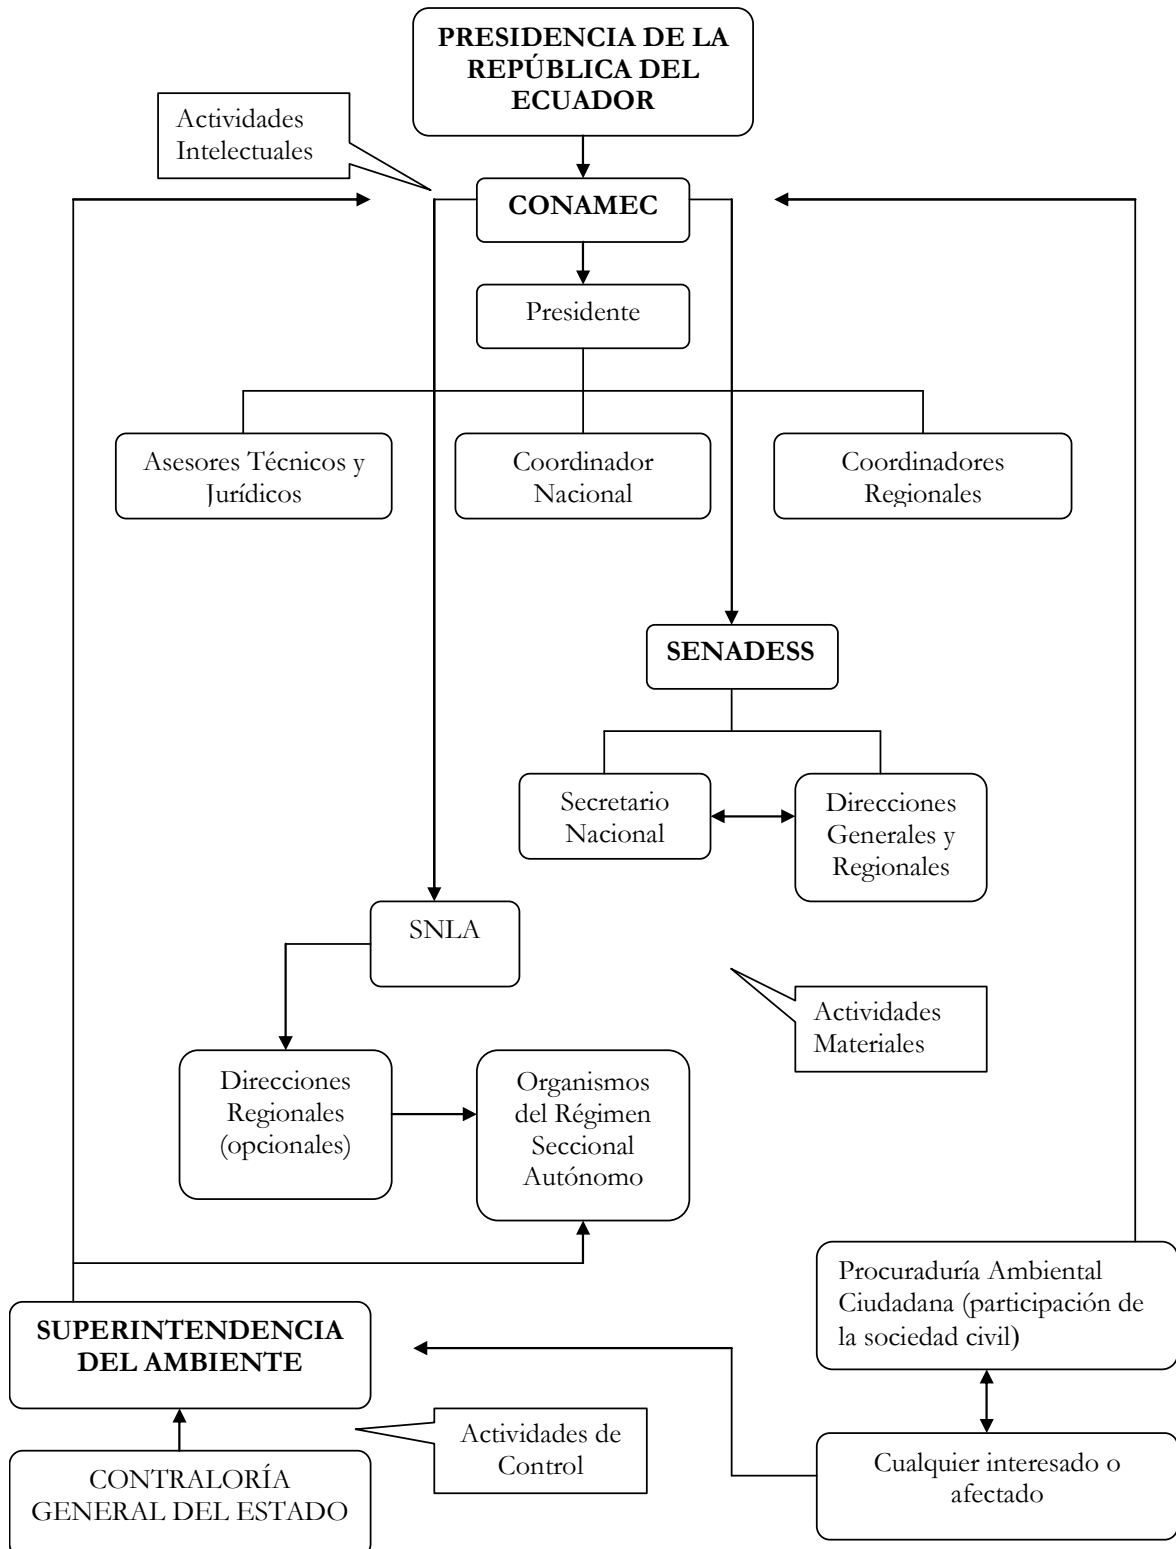 PRESIDENCIA DE LA
REPÚBLICA DEL
ECUADOR
Actividades
Intelectuales
CONAMEC
Presidente
Asesores Técnicos y
Jurídicos
Coordinador
Nacional
Coordinadores
Regionales
SENADESS
Secretario
Nacional
Direcciones
Generales y
Regionales
SNLA
Actividades
Materiales
Direcciones
Regionales
(opcionales)
Organismos
del Régimen
Seccional
Autónomo
Procuraduría Ambiental
Ciudadana (participación de
la sociedad civil)
SUPERINTENDENCIA
DEL AMBIENTE
Actividades de
Control
Cualquier interesado o
afectado
CONTRALORÍA
GENERAL DEL ESTADO